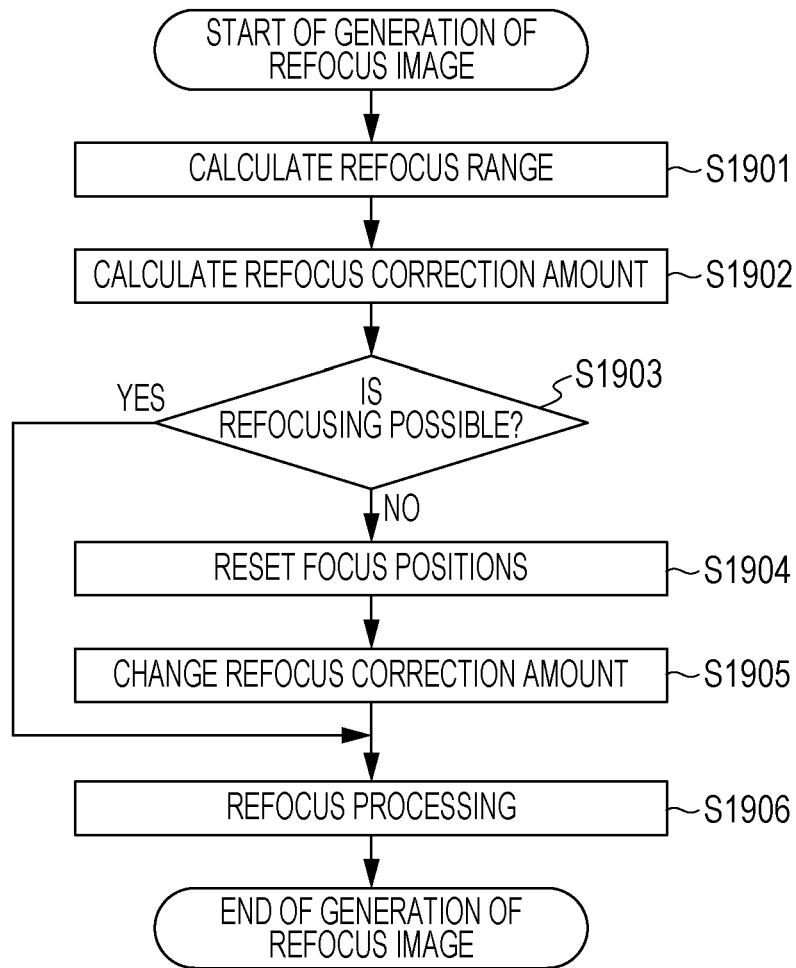 START OF GENERATION OF
REFOCUS IMAGE
CALCULATE REFOCUS RANGE
S1901
CALCULATE REFOCUS CORRECTION AMOUNT
S1902
S1903
YES
IS
REFOCUSING POSSIBLE?
NO
RESET FOCUS POSITIONS
S1904
CHANGE REFOCUS CORRECTION AMOUNT
S1905
REFOCUS PROCESSING
S1906
END OF GENERATION OF
REFOCUS IMAGE